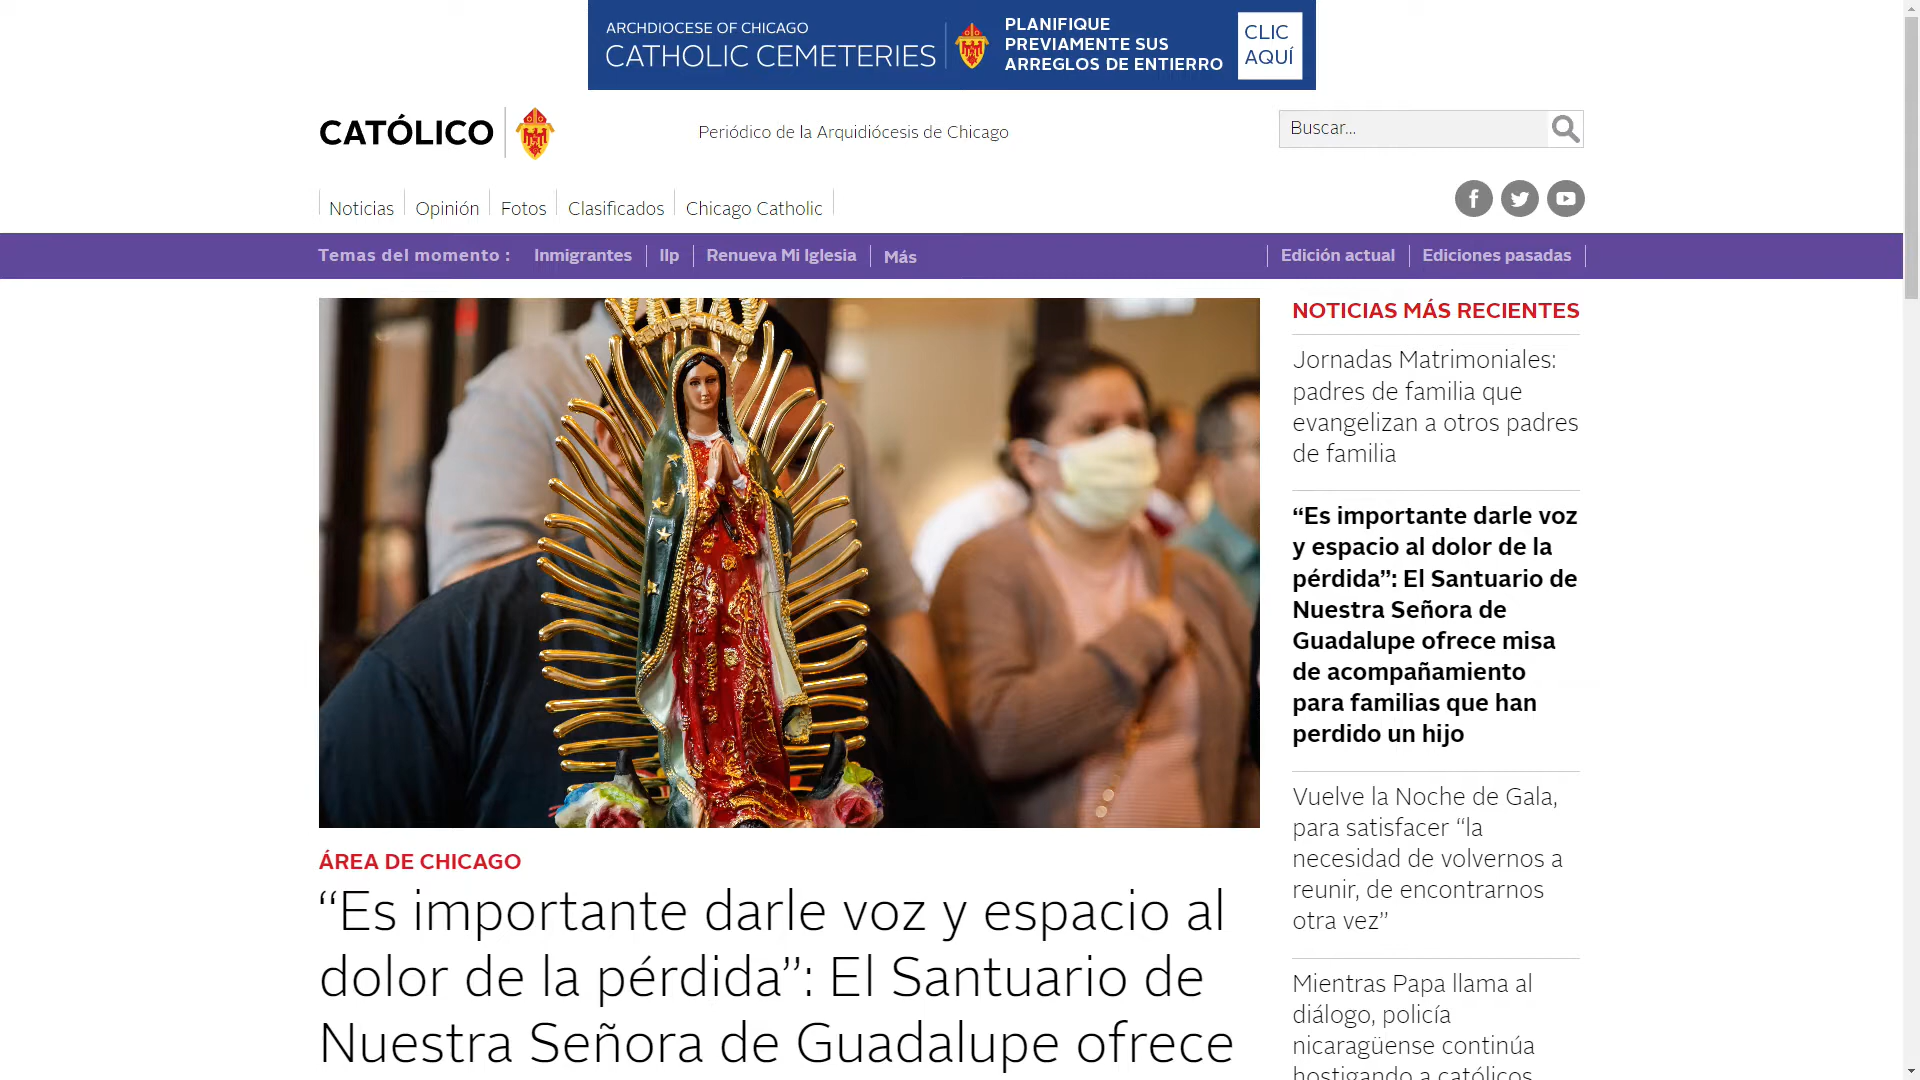 ARCHDIOCESE OF CHICAGO
CATHOLIC CEMETERIES
PLANIFIQUE
PREVIAMENTE SUS
ARREGLOS DE ENTIERRO
CLIC
AQUÍ
CATÓLICO
Periódico de la Arquidiócesis de Chicago
Buscar...
Noticias
Opinión
Fotos
Clasificados
Chicago Catholic
Temas del momento :
Inmigrantes
IIp
Renueva Mi Iglesia
Más
Edición actual
Ediciones pasadas
ÁREA DE CHICAGO
“Es importante darle voz y espacio al
dolor de la pérdida”: El Santuario de
Nuestra Señora de Guadalupe ofrece
NOTICIAS MÁS RECIENTES
Jornadas Matrimoniales:
padres de familia que
evangelizan a otros padres
de familia
“Es importante darle voz
y espacio al dolor de la
pérdida”: El Santuario de
Nuestra Señora de
Guadalupe ofrece misa
de acompañamiento
para familias que han
perdido un hijo
Vuelve la Noche de Gala,
para satisfacer “la
necesidad de volvernos a
reunir, de encontrarnos
otra vez”
Mientras Papa llama al
diálogo, policía
nicaragüense continúa
hostigando a católicos